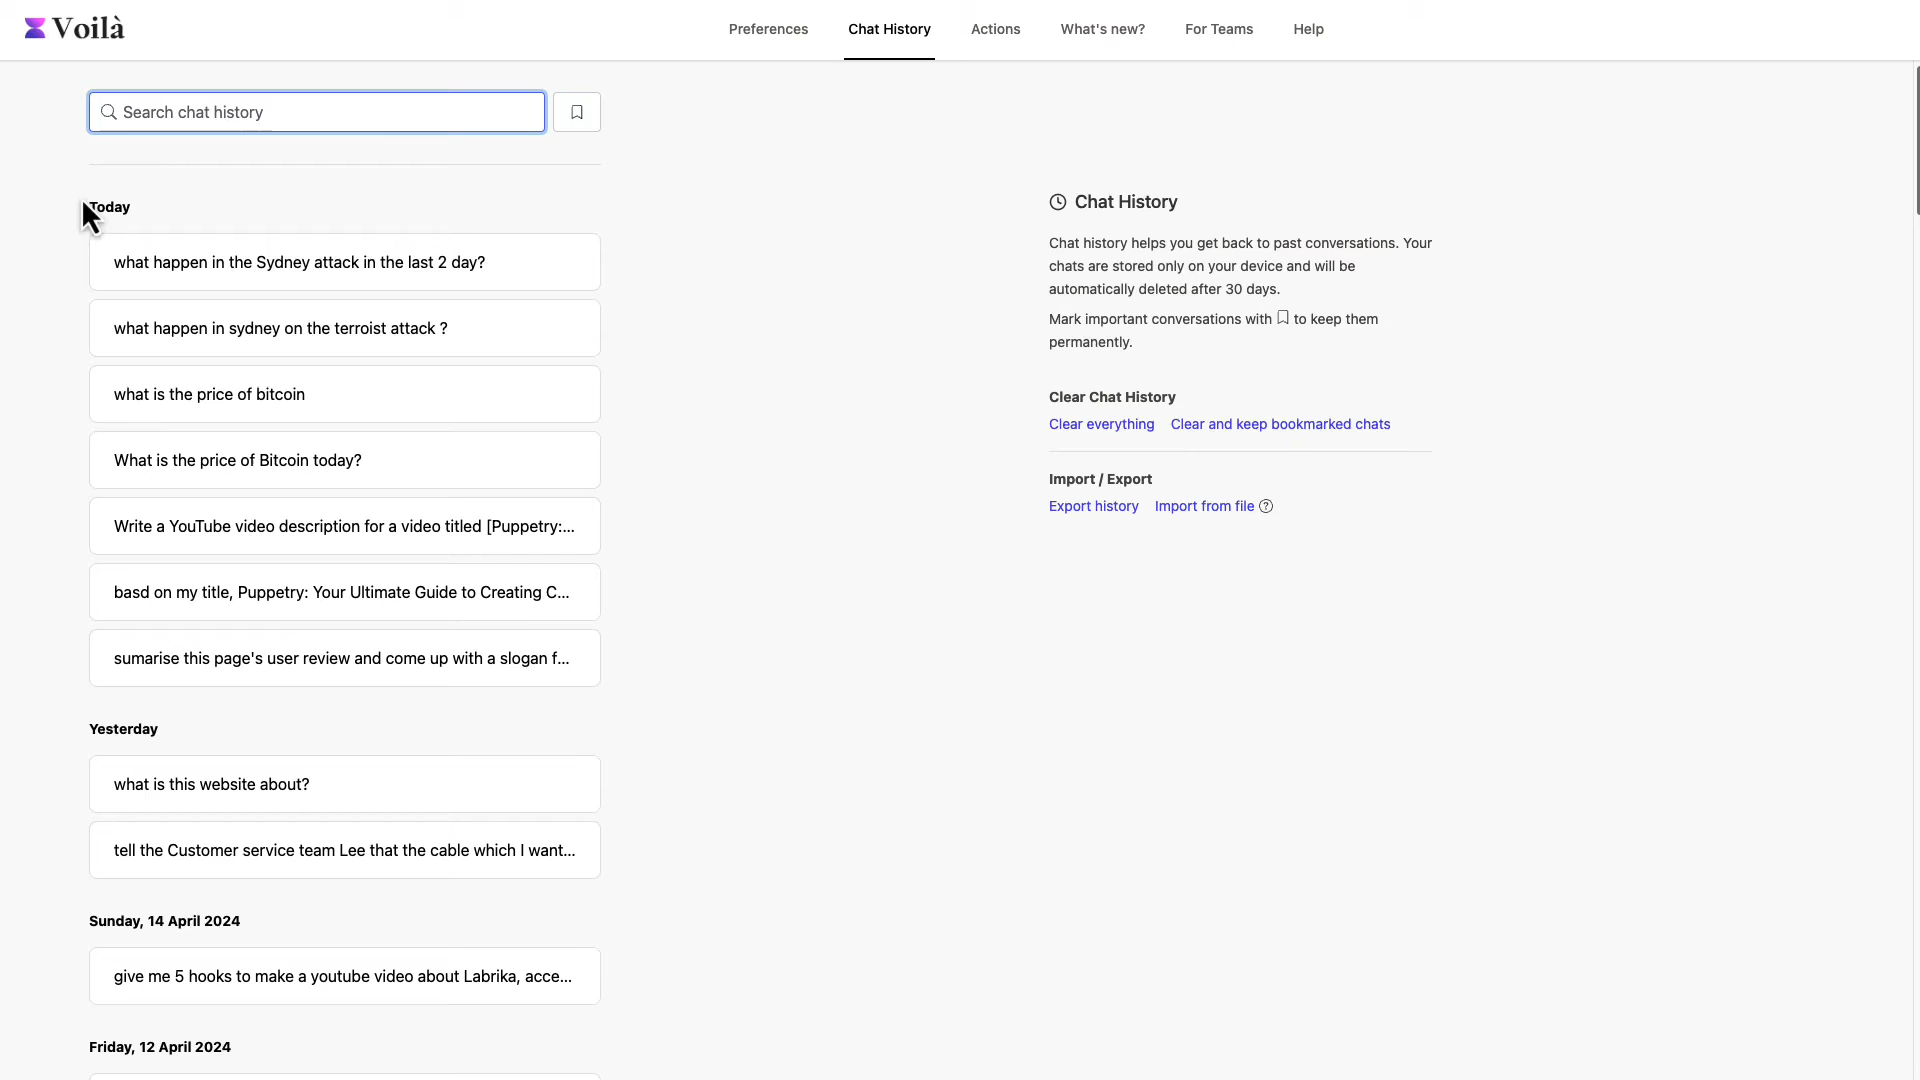 Voilà
Preferences
Chat History
Actions
What's new?
For Teams
Help
Search chat history
Today
what happen in the Sydney attack in the last 2 day?
what happen in sydney on the terroist attack ?
what is the price of bitcoin
What is the price of Bitcoin today?
Write a YouTube video description for a video titled [Puppetry:...
basd on my title, Puppetry: Your Ultimate Guide to Creating C...
sumarise this page's user review and come up with a slogan f...
Yesterday
what is this website about?
tell the Customer service team Lee that the cable which I want...
Sunday, 14 April 2024
give me 5 hooks to make a youtube video about Labrika, acce...
Friday, 12 April 2024
Chat History
Chat history helps you get back to past conversations. Your
chats are stored only on your device and will be
automatically deleted after 30 days.
Mark important conversations with to keep them
permanently.
Clear Chat History
Clear everything Clear and keep bookmarked chats
Import / Export
Export history Import from file ?